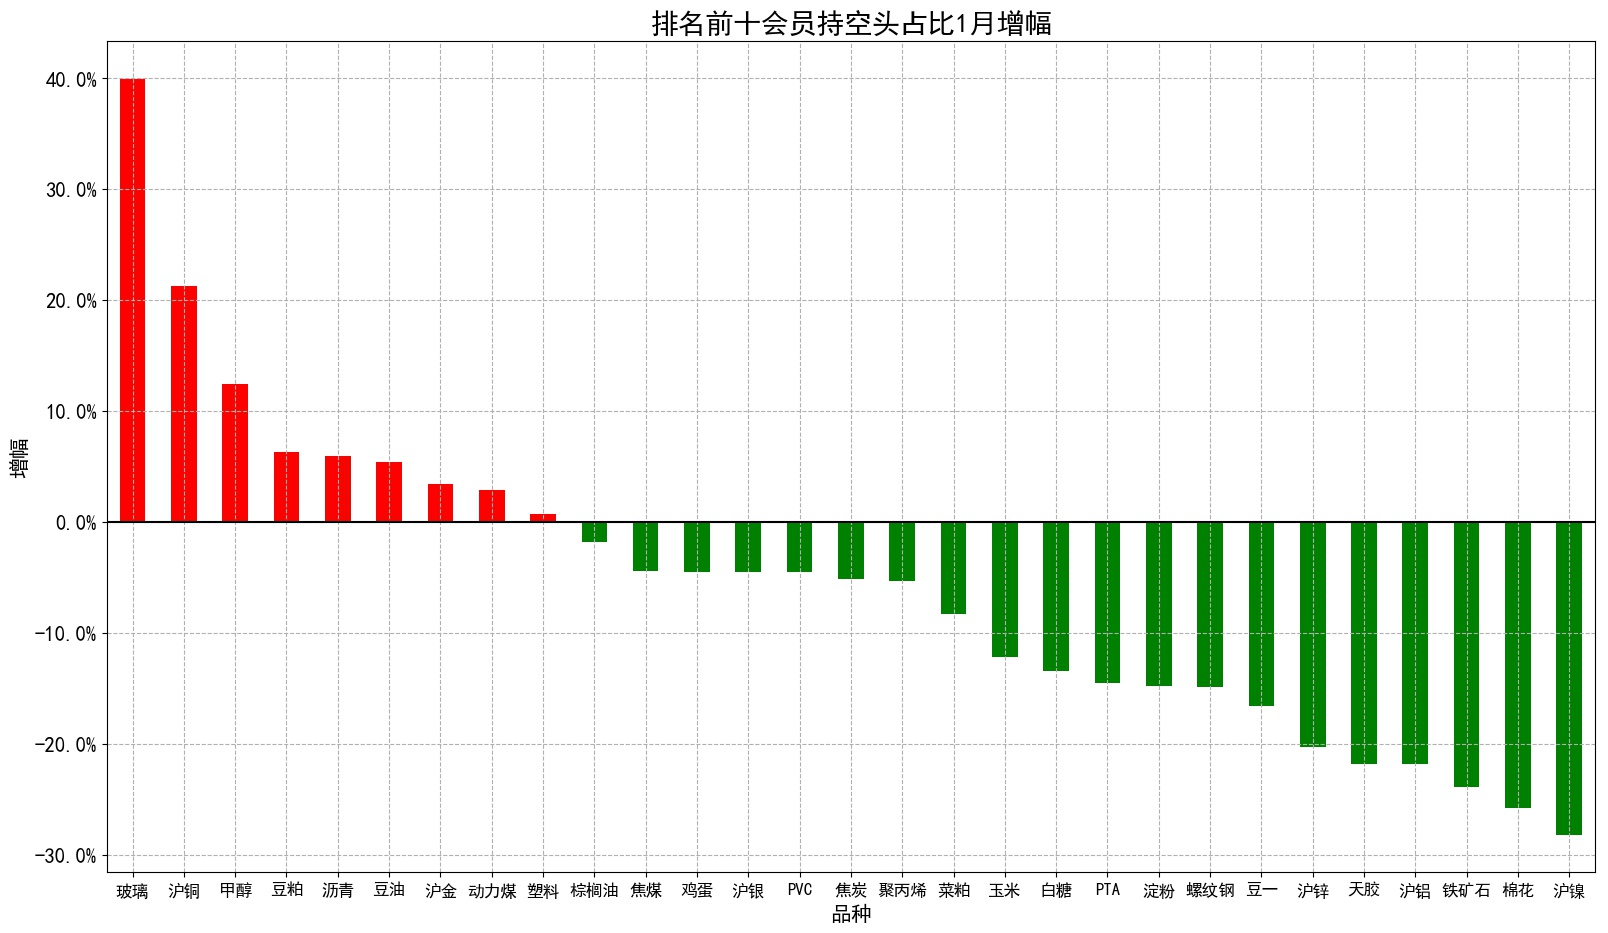 排名前十会员持空头占比1月增幅
40.0%
30.0%
20.0%
10.0%
0.0%
-10.0%
-20.0%
-30.0%
增幅
玻璃 沪铜 甲醇 豆粕 沥青 豆油 沪金 动力煤 塑料 棕榈油 焦煤 鸡蛋 沪银 PVC 焦炭 聚丙烯 菜粕 玉米 白糖 PTA 淀粉 螺纹钢 豆一 沪锌 天胶 沪铝 铁矿石 棉花 沪镍
品种